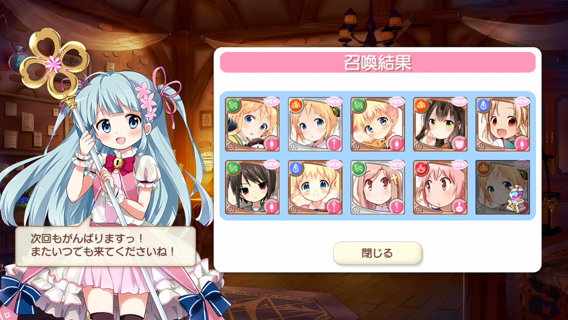 召喚結果
次回もがんばりますっ！
またいつでも来てくださいね！
閉じる